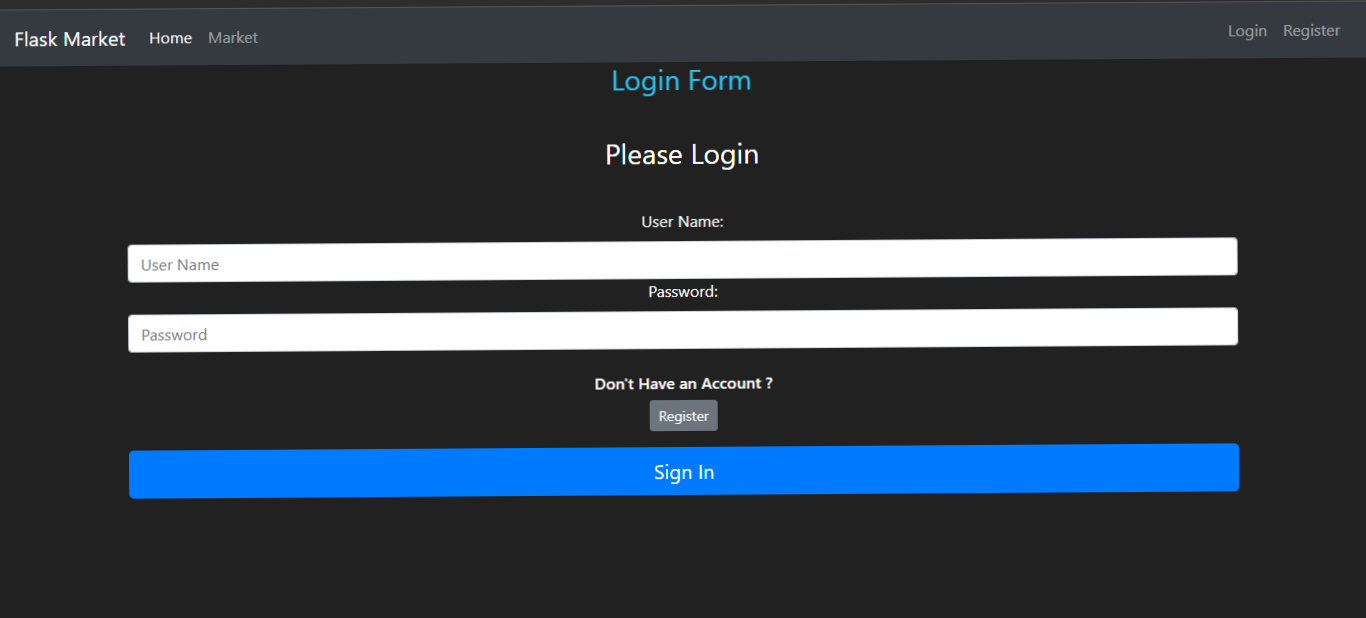 Flask Market Home Market Login Register
Login Form
Please Login
User Name:
User Name
Password:
Password
Don't Have an Account ?
Register
Sign In